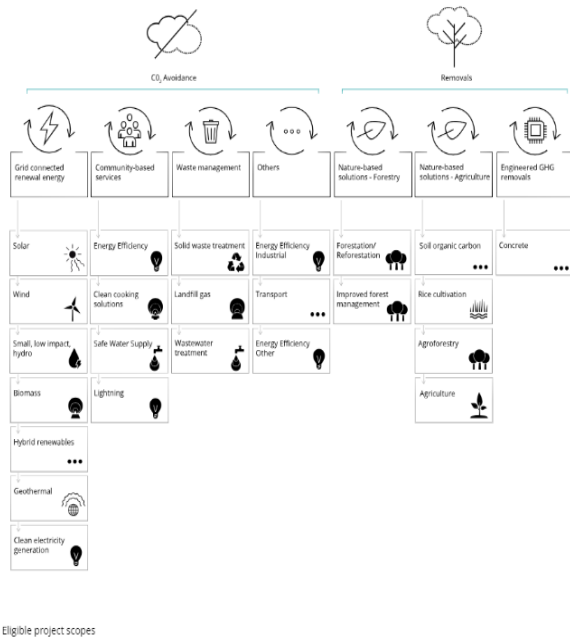 CO₂ Avoidance
Removals
Grid connected
renewal energy
Community-based
services
Waste management
Others
Nature-based
solutions - Forestry
Nature-based
solutions - Agriculture
Engineered GHG
removals
Solar
Wind
Small, low impact,
hydro
Biomass
Hybrid renewables
Geothermal
Clean electricity
generation
Energy Efficiency
Clean cooking
solutions
Safe Water Supply
Lightning
Solid waste treatment
Landfill gas
Wastewater
treatment
Energy Efficiency
Industrial
Transport
Energy Efficiency
Other
Forestation/
Reforestation
Improved forest
management
Soil organic carbon
Rice cultivation
Agroforestry
Agriculture
Concrete
Eligible project scopes